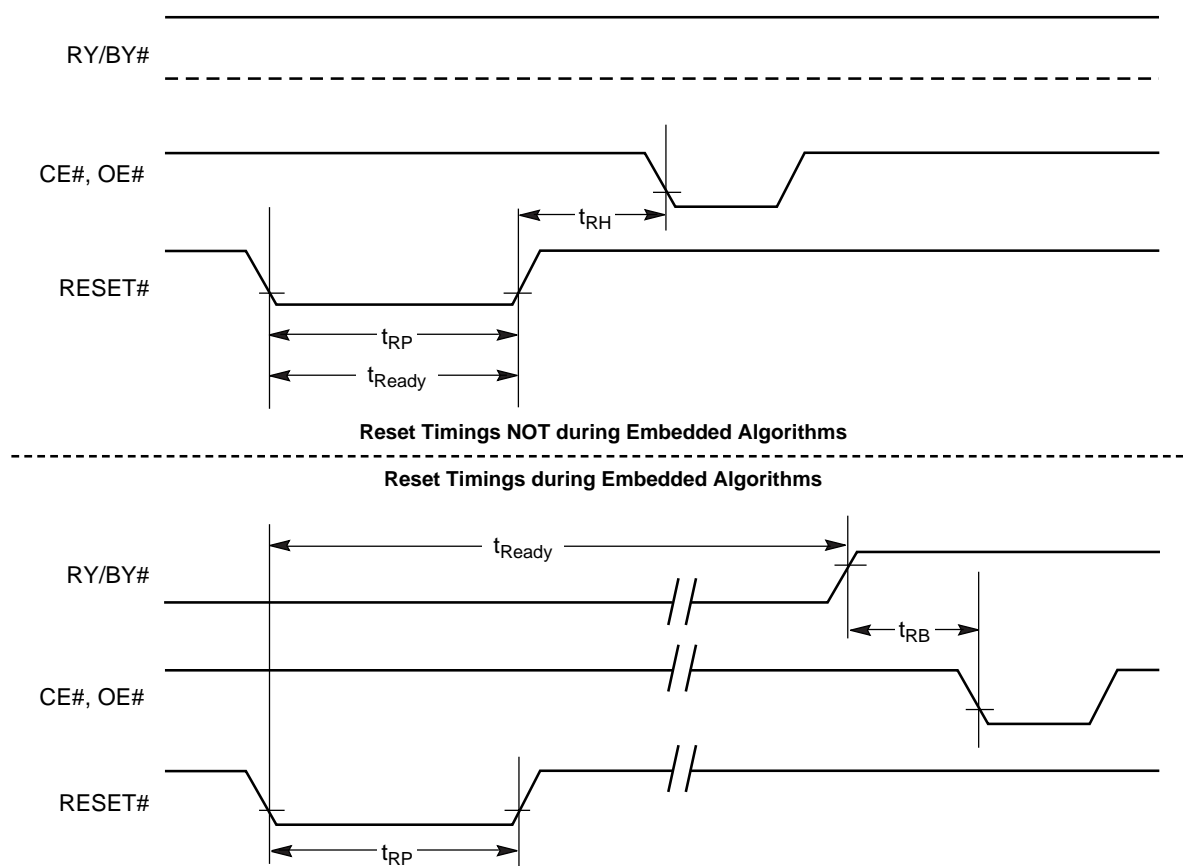 RY/BY#
CE#, OE#
tRH
RESET#
tRP
tReady
Reset Timings NOT during Embedded Algorithms
Reset Timings during Embedded Algorithms
tReady
RY/BY#
tRB
CE#, OE#
RESET#
tRP